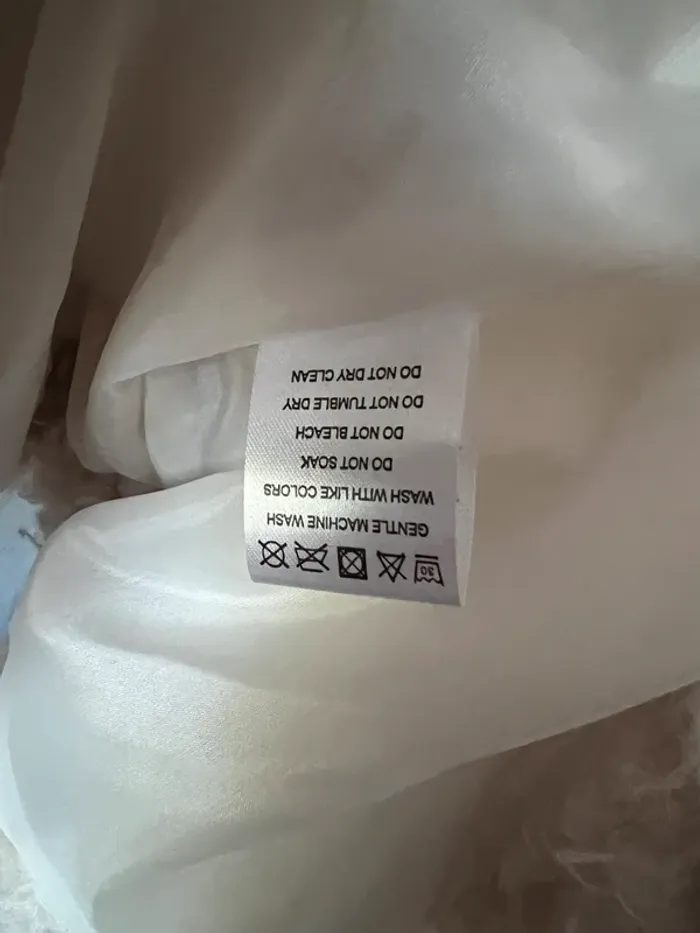 30
GENTLE MACHINE WASH
WASH WITH LIKE COLORS
DO NOT SOAK
DO NOT BLEACH
DO NOT TUMBLE DRY
DO NOT DRY CLEAN